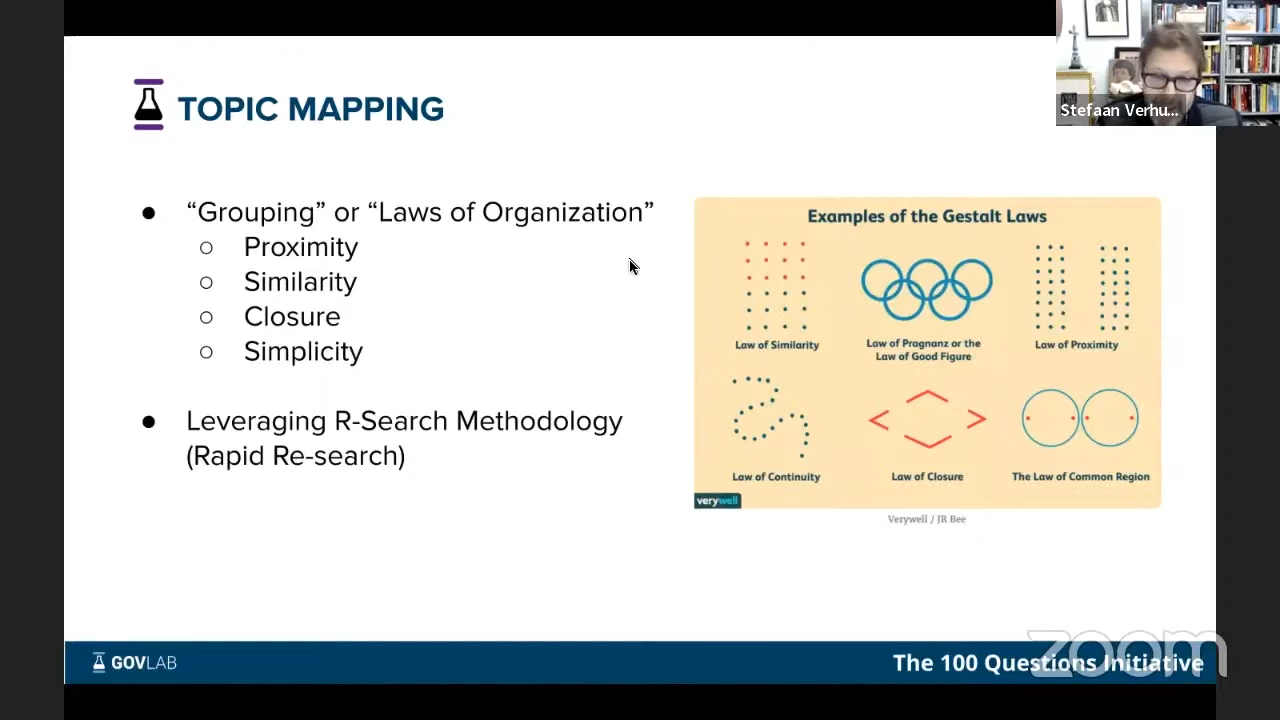 Stefaan Verhu...
TOPIC MAPPING
● “Grouping” or “Laws of Organization”
○ Proximity
○ Similarity
○ Closure
○ Simplicity
● Leveraging R-Search Methodology
(Rapid Re-search)
Examples of the Gestalt Laws
Law of Similarity
Law of Pragnanz or the
Law of Good Figure
Law of Proximity
Law of Continuity
Law of Closure
The Law of Common Region
verywell
Verywell / JR Bee
GOVLAB
The 100 Questions Initiative
zoom